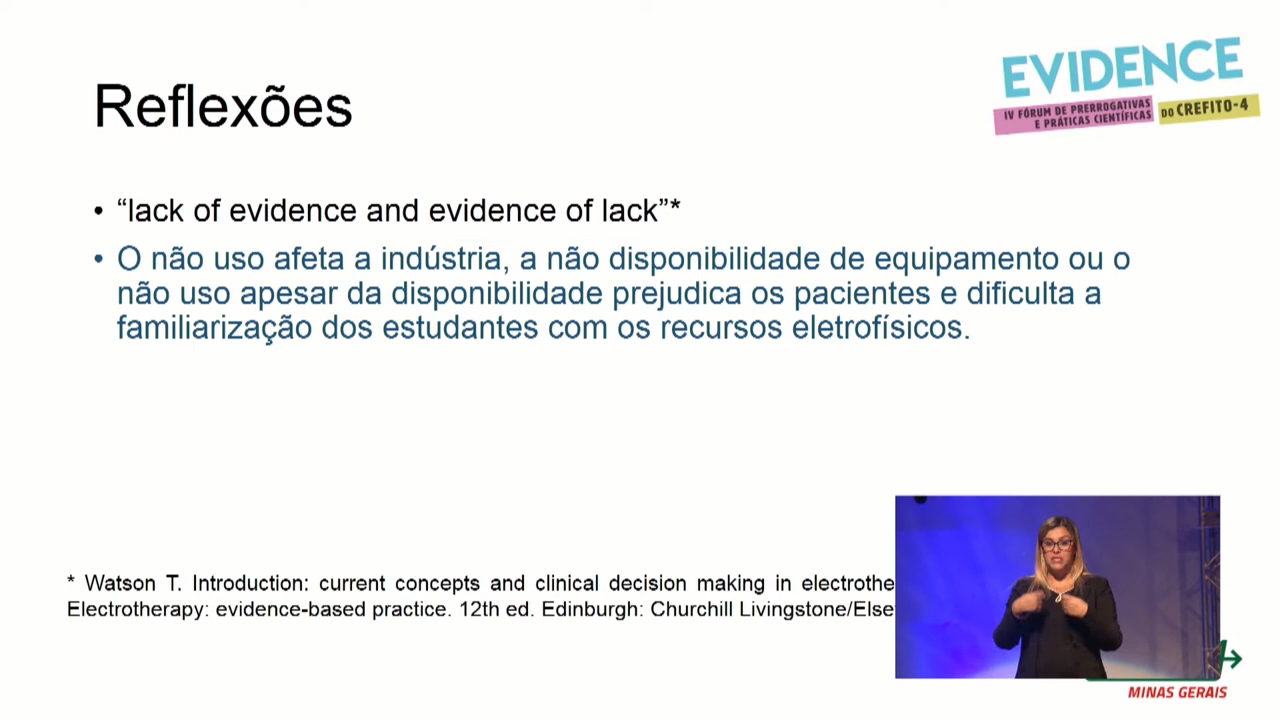 EVIDENCE
IV FÓRUM DE PRERROGATIVAS
E PRÁTICAS CIENTÍFICAS
DO CREFITO-4
Reflexões
• “lack of evidence and evidence of lack”*
• O não uso afeta a indústria, a não disponibilidade de equipamento ou o
não uso apesar da disponibilidade prejudica os pacientes e dificulta a
familiarização dos estudantes com os recursos eletrofísicos.
* Watson T. Introduction: current concepts and clinical decision making in
Electrotherapy: evidence-based practice. 12th ed. Edinburgh: Churchill
MINAS GERAIS